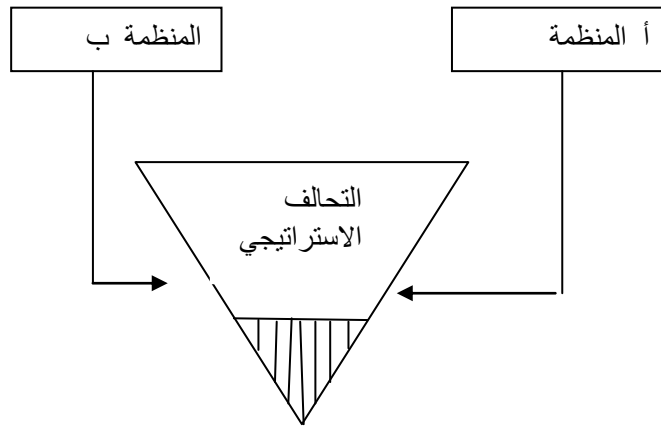 أ المنظمة
المنظمة ب
التحالف
الاستراتيجي